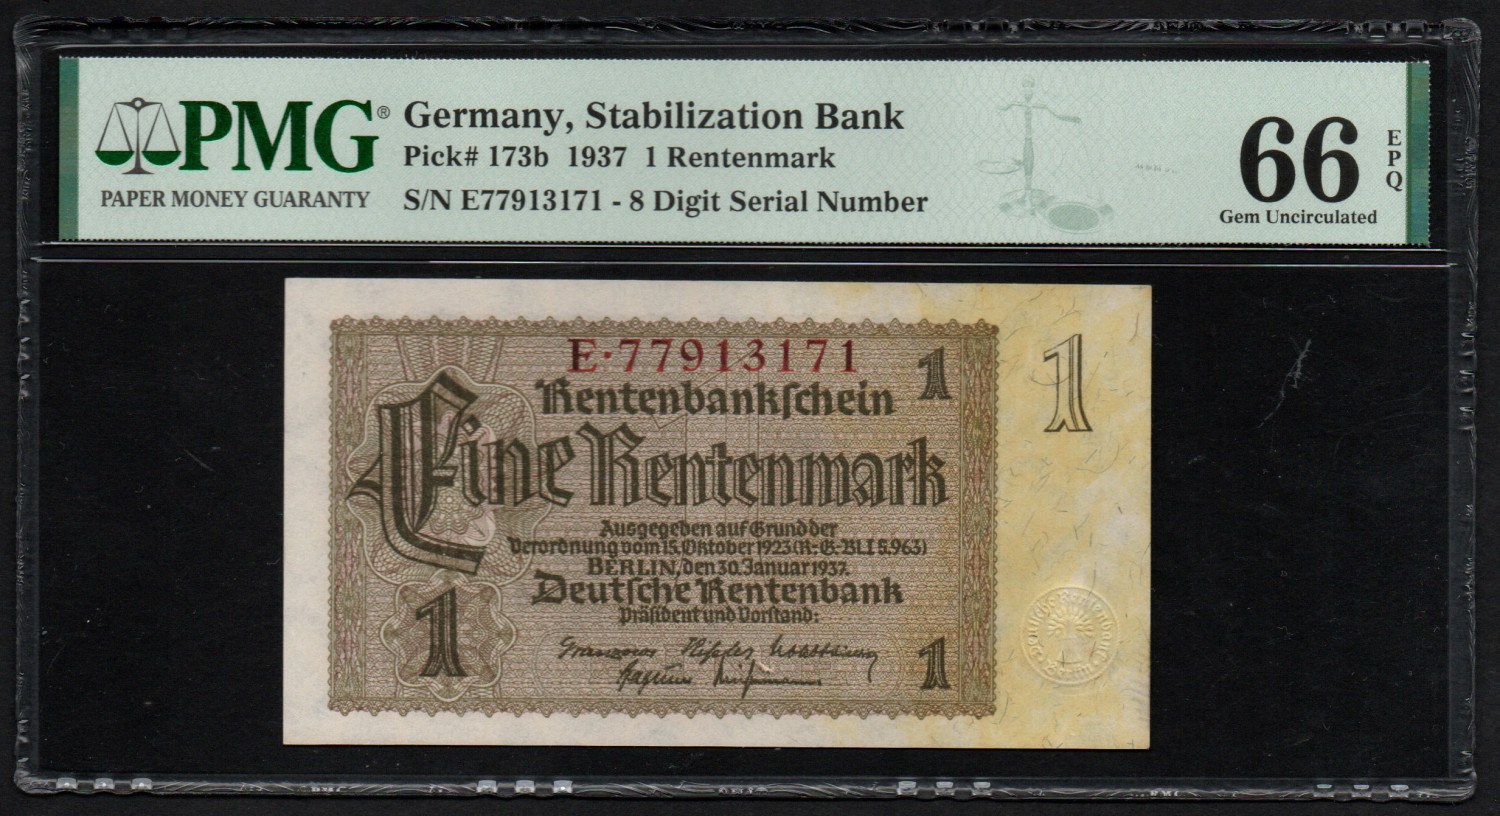 PMG®
PAPER MONEY GUARANTY
Germany, Stabilization Bank
Pick# 173b 1937 1 Rentenmark
S/N E77913171 - 8 Digit Serial Number
66
EPQ
Gem Uncirculated
E·77913171
1
1
Rentenbankſchein
Eine Rentenmark
Ausgegeben auf Grund der
Verordnung vom 15. Oktober 1923 (R.-G.-Bl. I S. 963)
BERLIN, den 30. Januar 1937.
Deutſche Rentenbank
Präſident und Vorſtand:
1
1